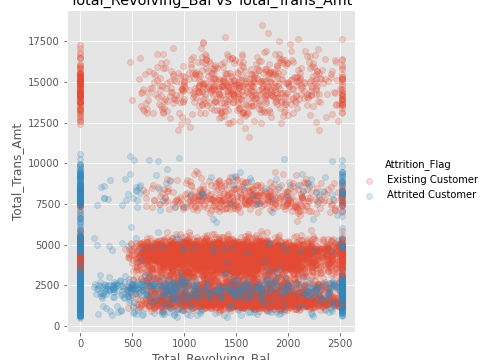 Total_Revolving_Bal vs Total_Trans_Amt
17500
15000
12500
10000
7500
5000
2500
0
Total_Trans_Amt
0 500 1000 1500 2000 2500
Total_Revolving_Bal
Attrition_Flag
Existing Customer
Attrited Customer